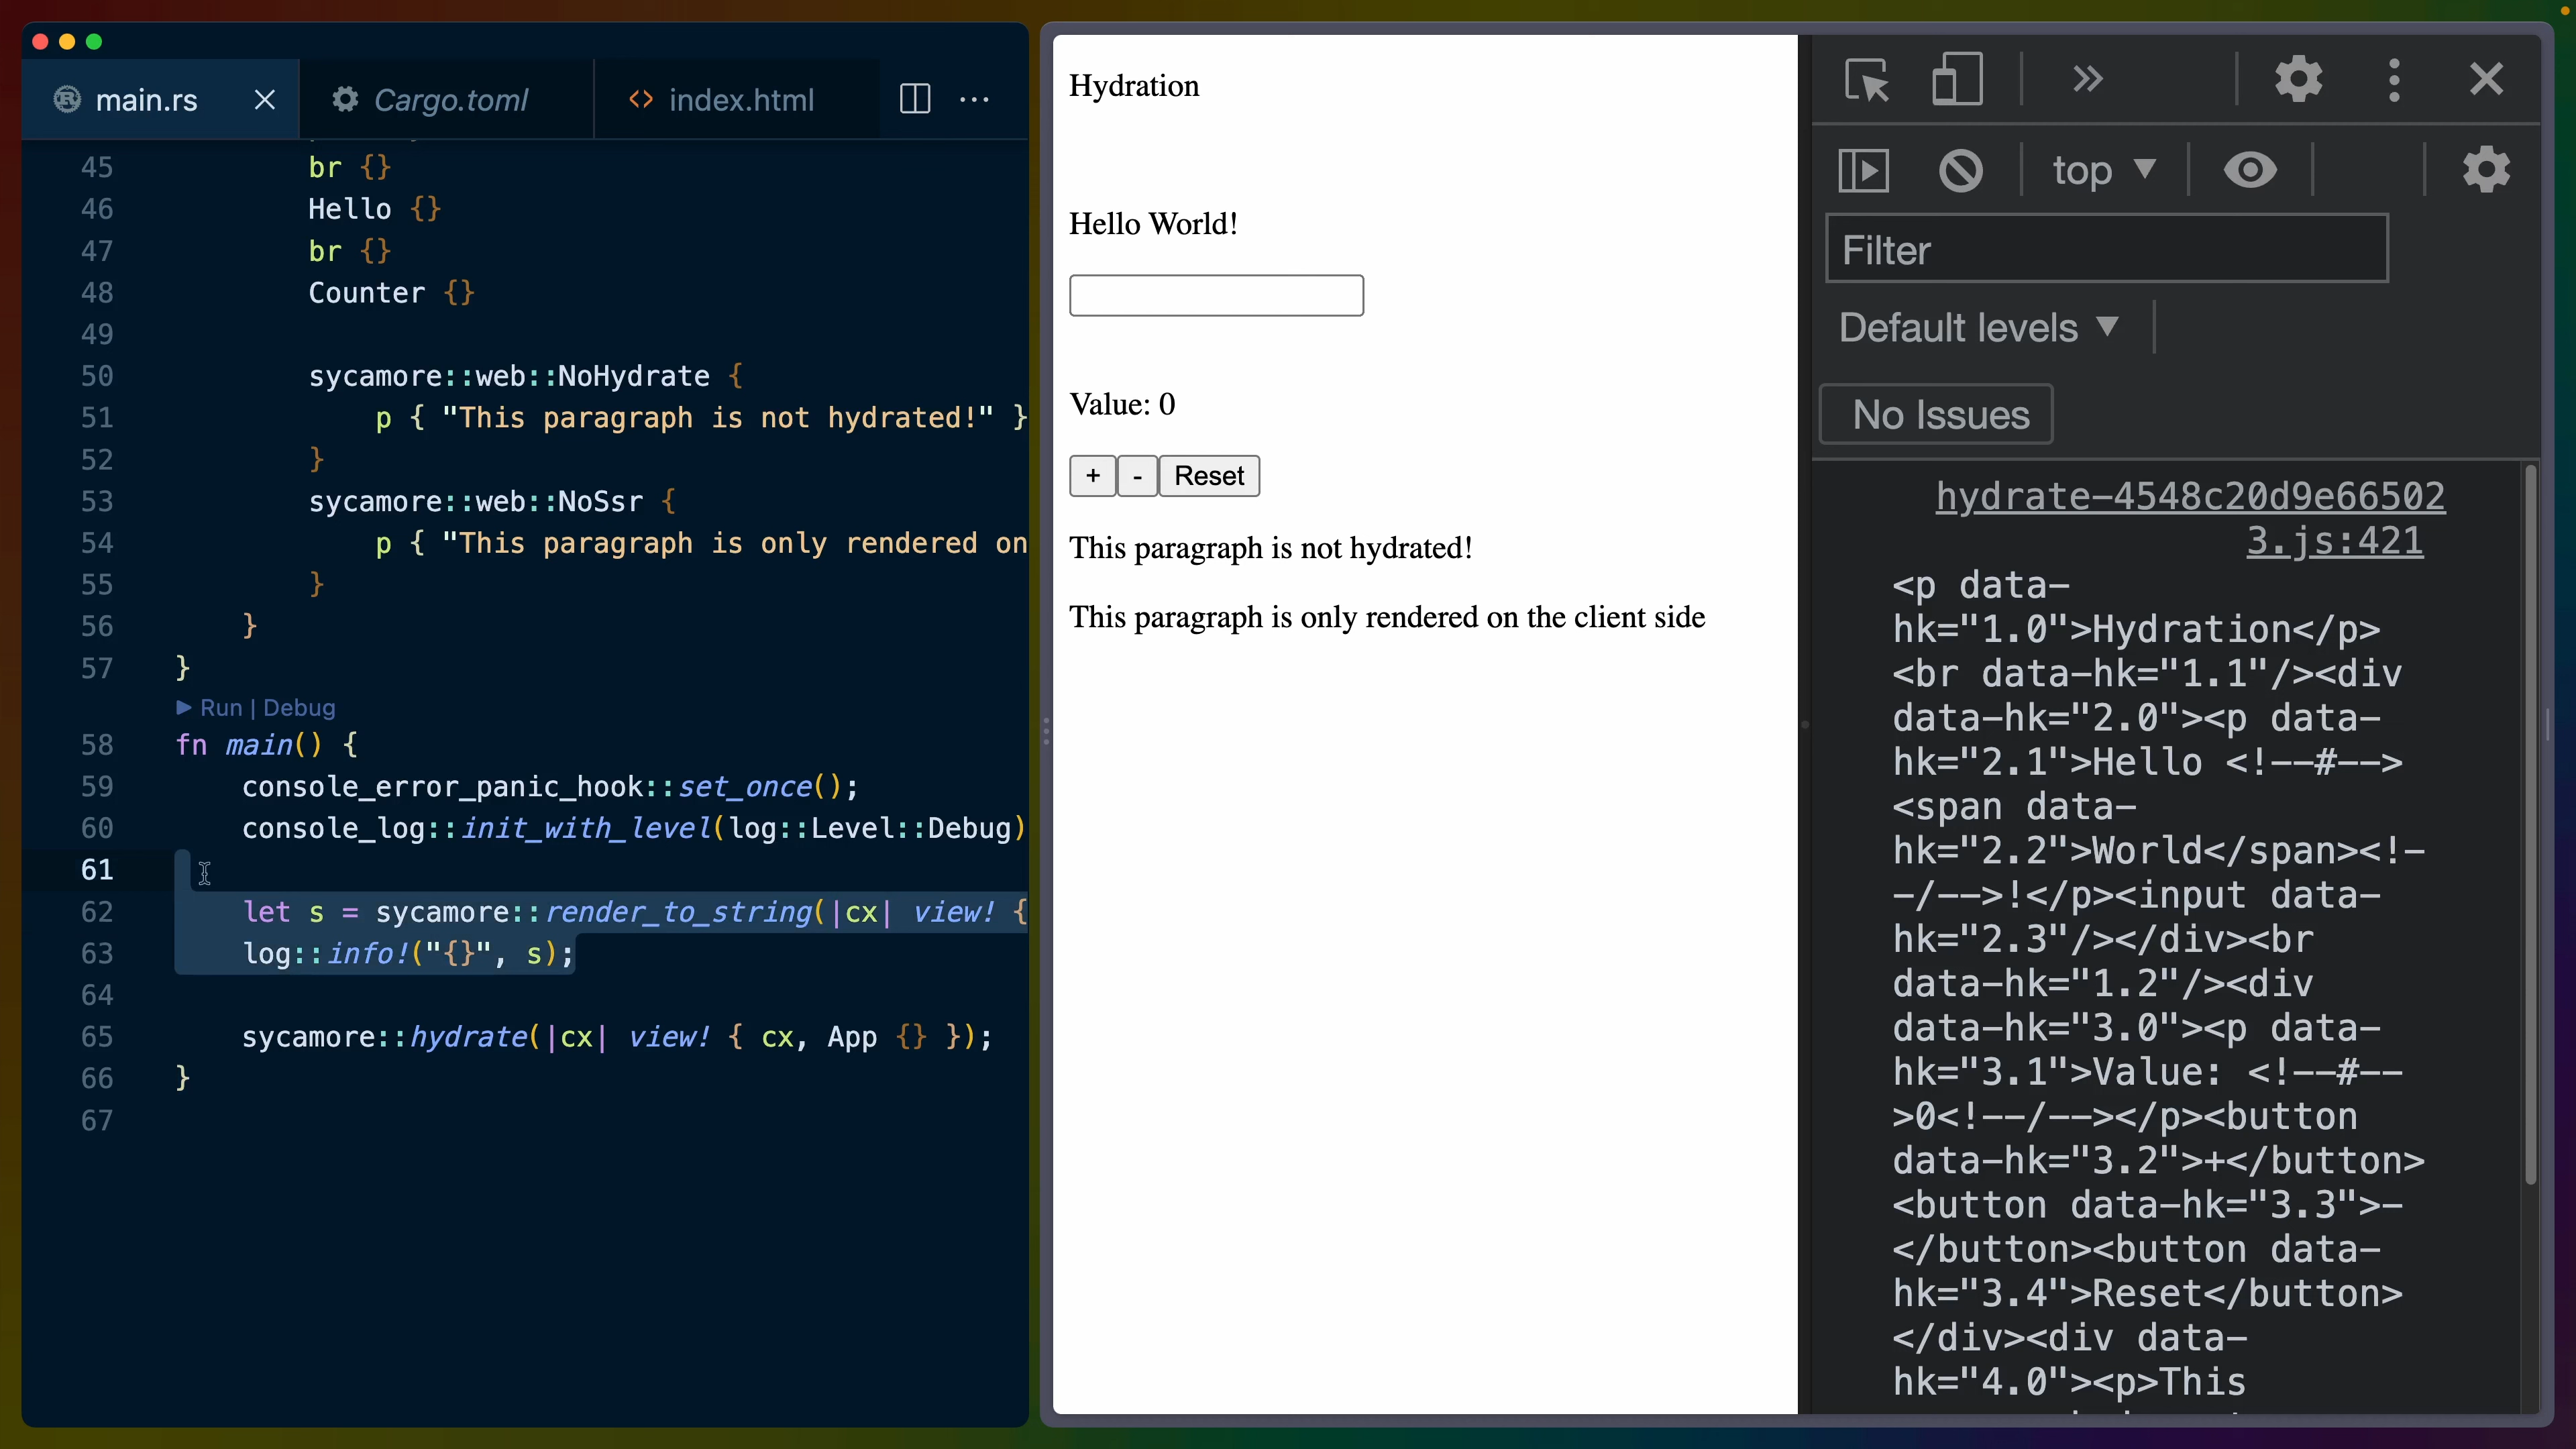 main.rs
Cargo.toml
<> index.html
45 br {}
46 Hello {}
47 br {}
48 Counter {}
49
50 sycamore::web::NoHydrate {
51 p { "This paragraph is not hydrated!" }
52 }
53 sycamore::web::NoSsr {
54 p { "This paragraph is only rendered on
55 }
56 }
57 }
Run | Debug
58 fn main() {
59 console_error_panic_hook::set_once();
60 console_log::init_with_level(log::Level::Debug)
61
62 let s = sycamore::render_to_string(|cx| view! {
63 log::info!("{}", s);
64
65 sycamore::hydrate(|cx| view! { cx, App {} });
66 }
67
Hydration
Hello World!
Value: 0
+ - Reset
This paragraph is not hydrated!
This paragraph is only rendered on the client side
top
Filter
Default levels
No Issues
hydrate-4548c20d9e66502
3.js:421
<p data-
hk="1.0">Hydration</p>
<br data-hk="1.1"/><div
data-hk="2.0"><p data-
hk="2.1">Hello <!--#-->
<span data-
hk="2.2">World</span><!-
-/-->!</p><input data-
hk="2.3"/></div><br
data-hk="1.2"/><div
data-hk="3.0"><p data-
hk="3.1">Value: <!--#--
>0<!--/--></p><button
data-hk="3.2">+</button>
<button data-hk="3.3">-
</button><button data-
hk="3.4">Reset</button>
</div><div data-
hk="4.0"><p>This